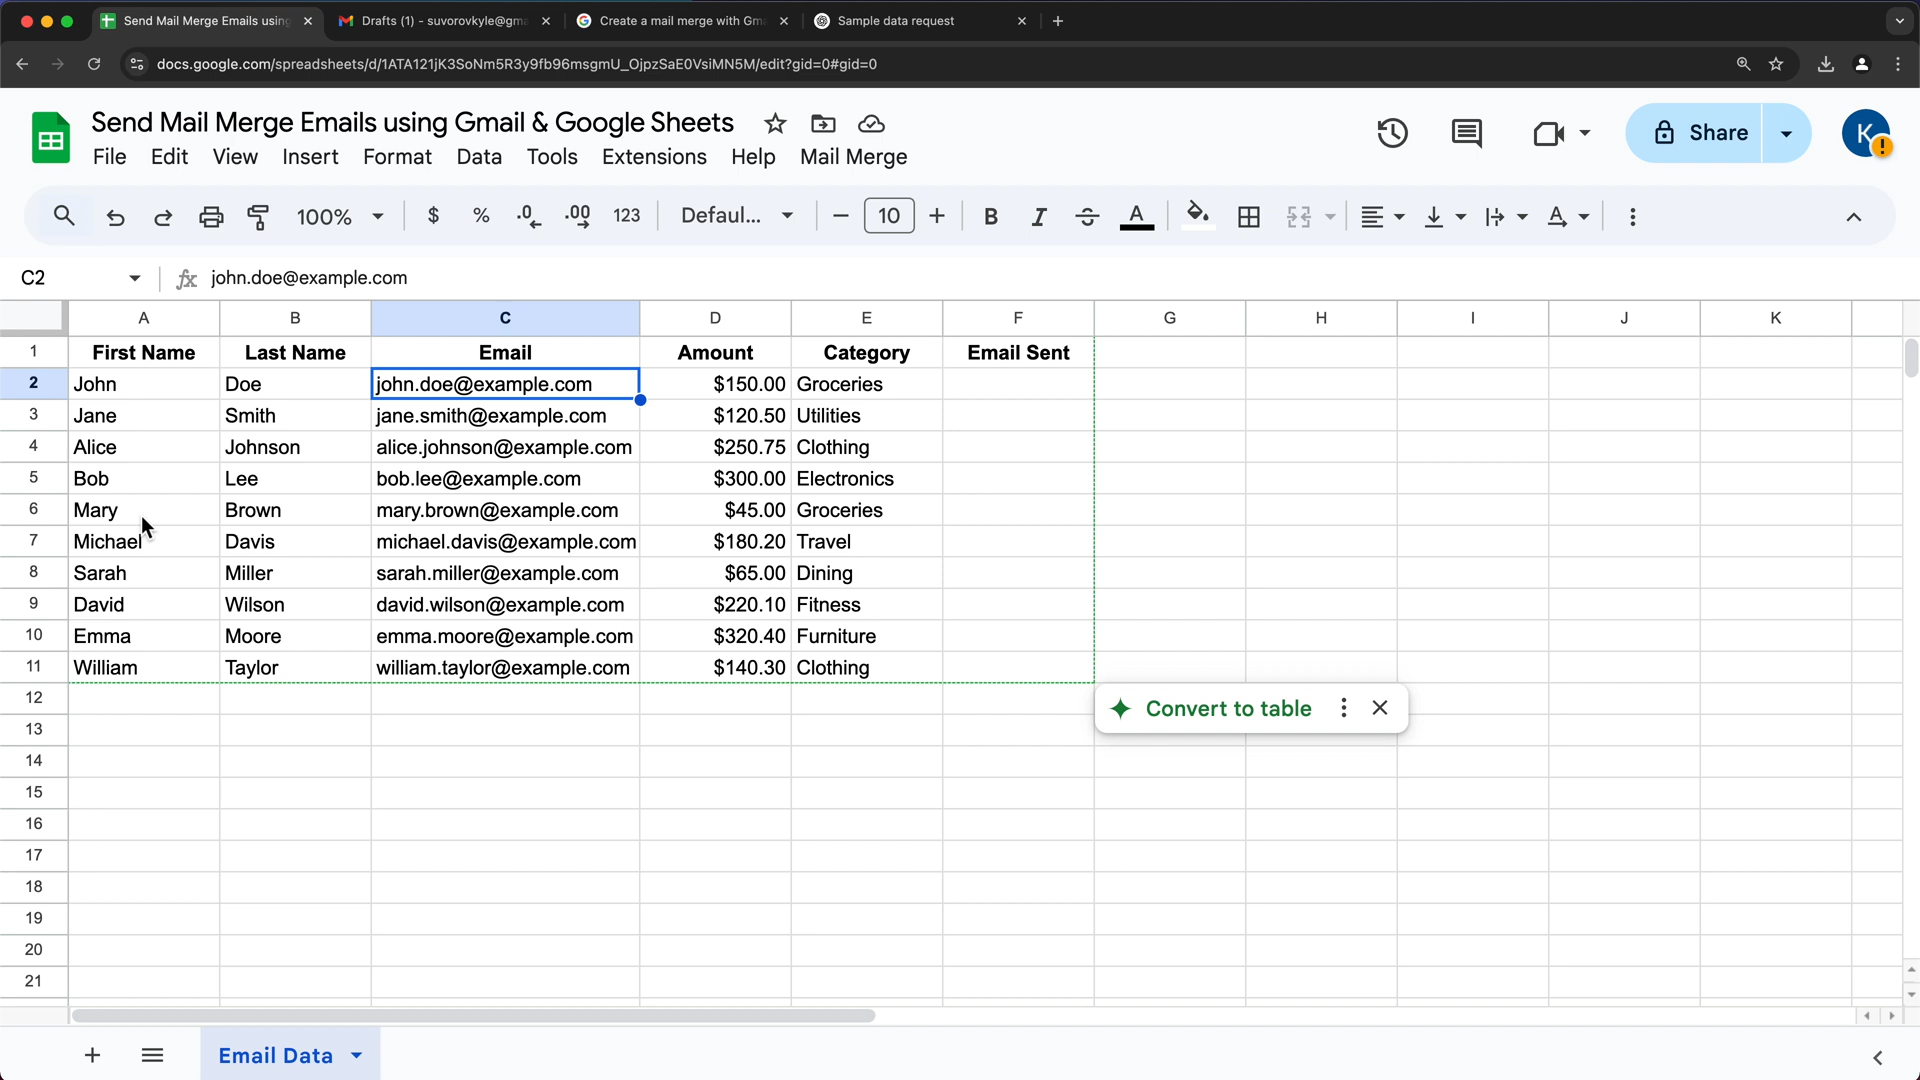 Send Mail Merge Emails using
Drafts (1) - suvorovkyle@gma
Create a mail merge with Gma
Sample data request
docs.google.com/spreadsheets/d/1ATA121jK3SoNm5R3y9fb96msgmU_OjpzSaE0VsiMN5M/edit?gid=0#gid=0
Send Mail Merge Emails using Gmail & Google Sheets
File Edit View Insert Format Data Tools Extensions Help Mail Merge
Share
K
100% $ % .0 .00 123 Defaul... 10 B I S A
C2 fx john.doe@example.com
A B C D E F G H I J K
1 First Name Last Name Email Amount Category Email Sent
2 John Doe john.doe@example.com $150.00 Groceries
3 Jane Smith jane.smith@example.com $120.50 Utilities
4 Alice Johnson alice.johnson@example.com $250.75 Clothing
5 Bob Lee bob.lee@example.com $300.00 Electronics
6 Mary Brown mary.brown@example.com $45.00 Groceries
7 Michael Davis michael.davis@example.com $180.20 Travel
8 Sarah Miller sarah.miller@example.com $65.00 Dining
9 David Wilson david.wilson@example.com $220.10 Fitness
10 Emma Moore emma.moore@example.com $320.40 Furniture
11 William Taylor william.taylor@example.com $140.30 Clothing
12
Convert to table
13
14
15
16
17
18
19
20
21
Email Data